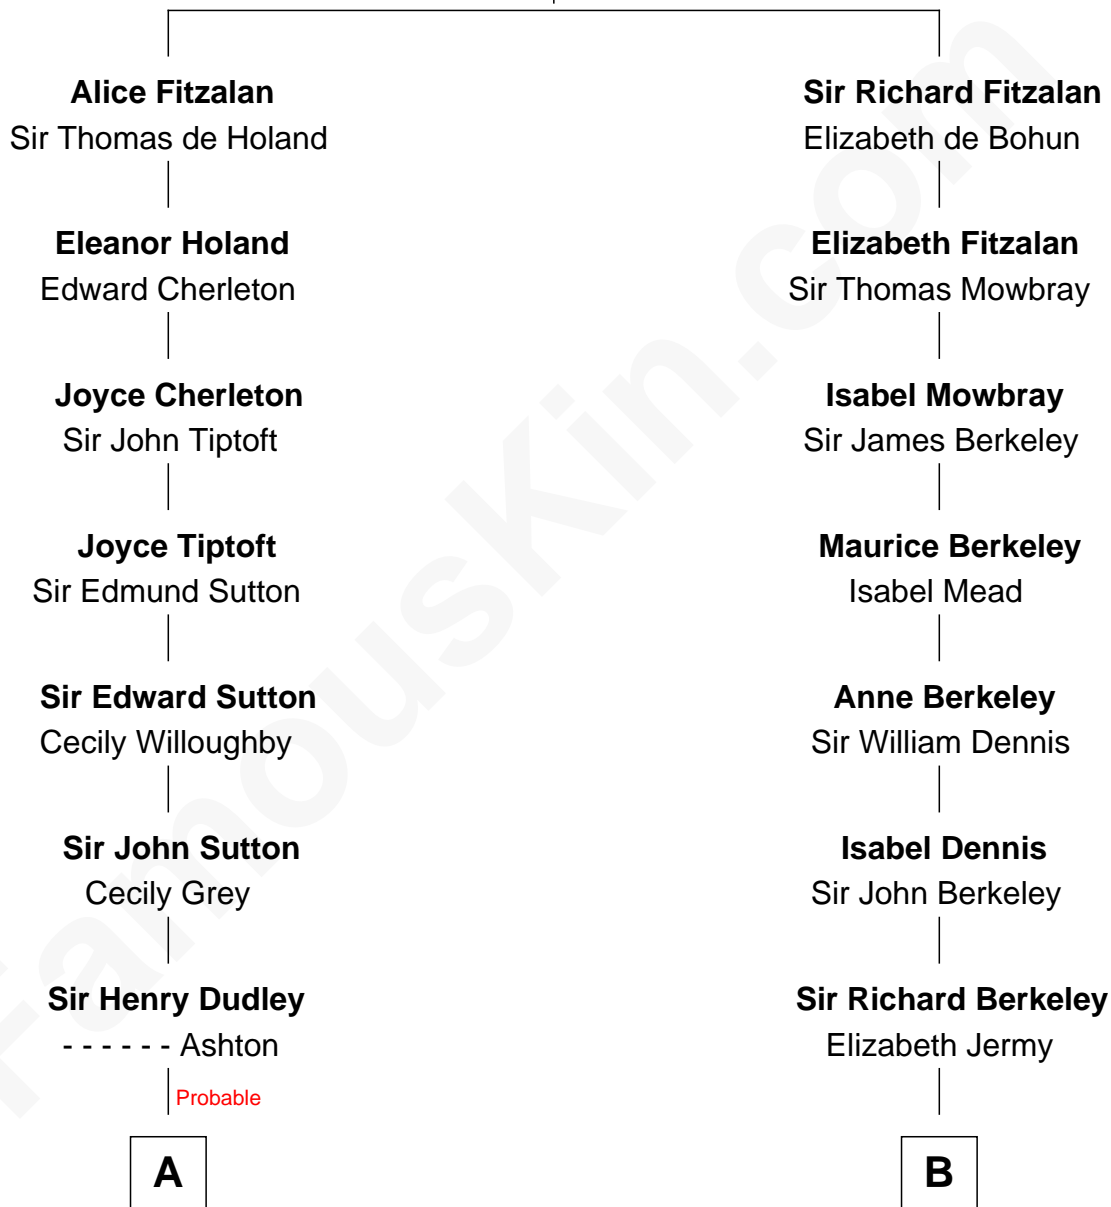 Alice Fitzalan
Sir Thomas de Holand
Sir Richard Fitzalan
Elizabeth de Bohun
Eleanor Holand
Edward Cherleton
Elizabeth Fitzalan
Sir Thomas Mowbray
Joyce Cherleton
Sir John Tiptoft
Isabel Mowbray
Sir James Berkeley
Joyce Tiptoft
Sir Edmund Sutton
Maurice Berkeley
Isabel Mead
Sir Edward Sutton
Cecily Willoughby
Anne Berkeley
Sir William Dennis
Sir John Sutton
Cecily Grey
Isabel Dennis
Sir John Berkeley
Sir Henry Dudley
- - - - - - Ashton
Sir Richard Berkeley
Elizabeth Jermy
Probable
A
B
FamousKin.com